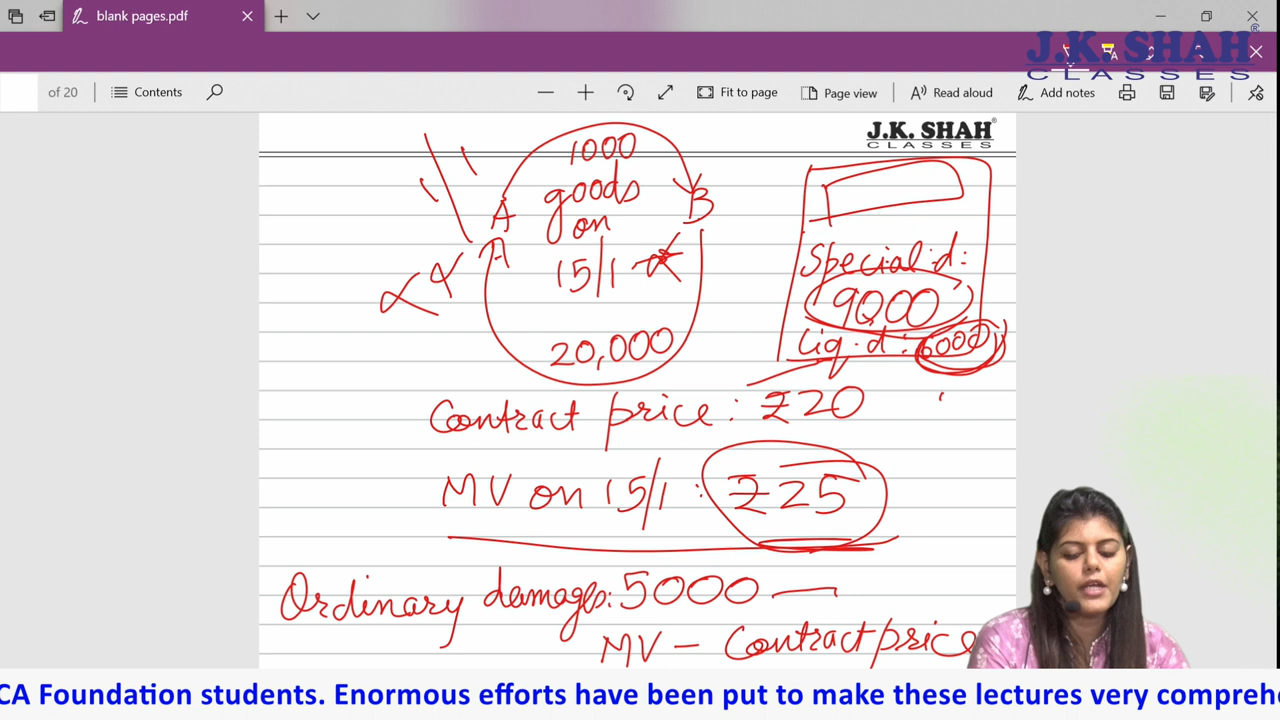 blank pages.pdf
J.K. SHAH®
CLASSES
of 20
Contents
Fit to page
Page view
Read aloud
Add notes
J.K. SHAH®
CLASSES
1000
goods
A
on
B
A
15/1
20,000
Special d:
9000
Liq. d: 6000
Contract price: ₹20
MV on 15/1: ₹25
Ordinary damages: 5000 —
MV - Contract price
CA Foundation students. Enormous efforts have been put to make these lectures very comprehe